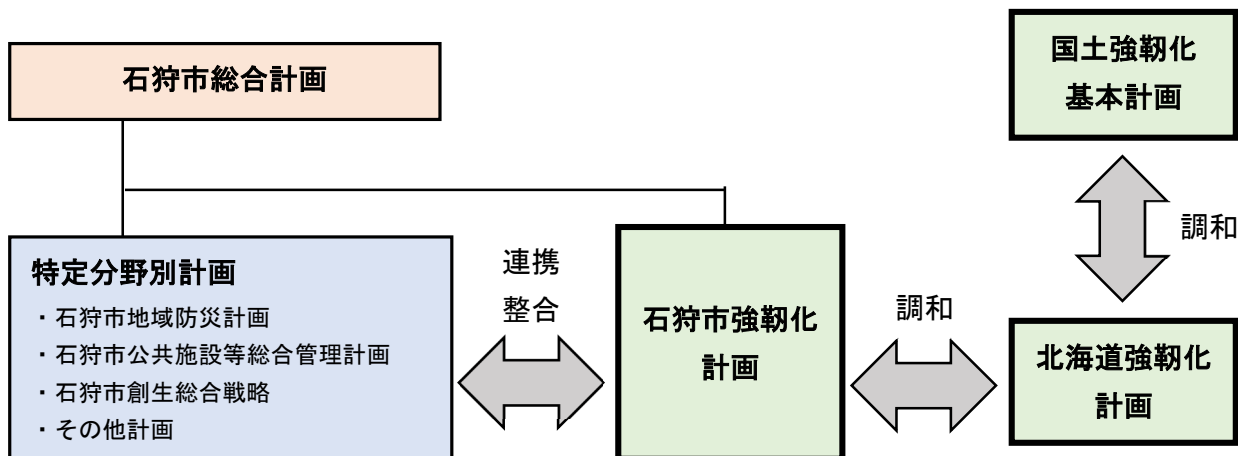 石狩市総合計画
国土強靭化
基本計画
調和
特定分野別計画
・石狩市地域防災計画
・石狩市公共施設等総合管理計画
・石狩市創生総合戦略
・その他計画
連携
整合
石狩市強靭化
計画
調和
北海道強靭化
計画